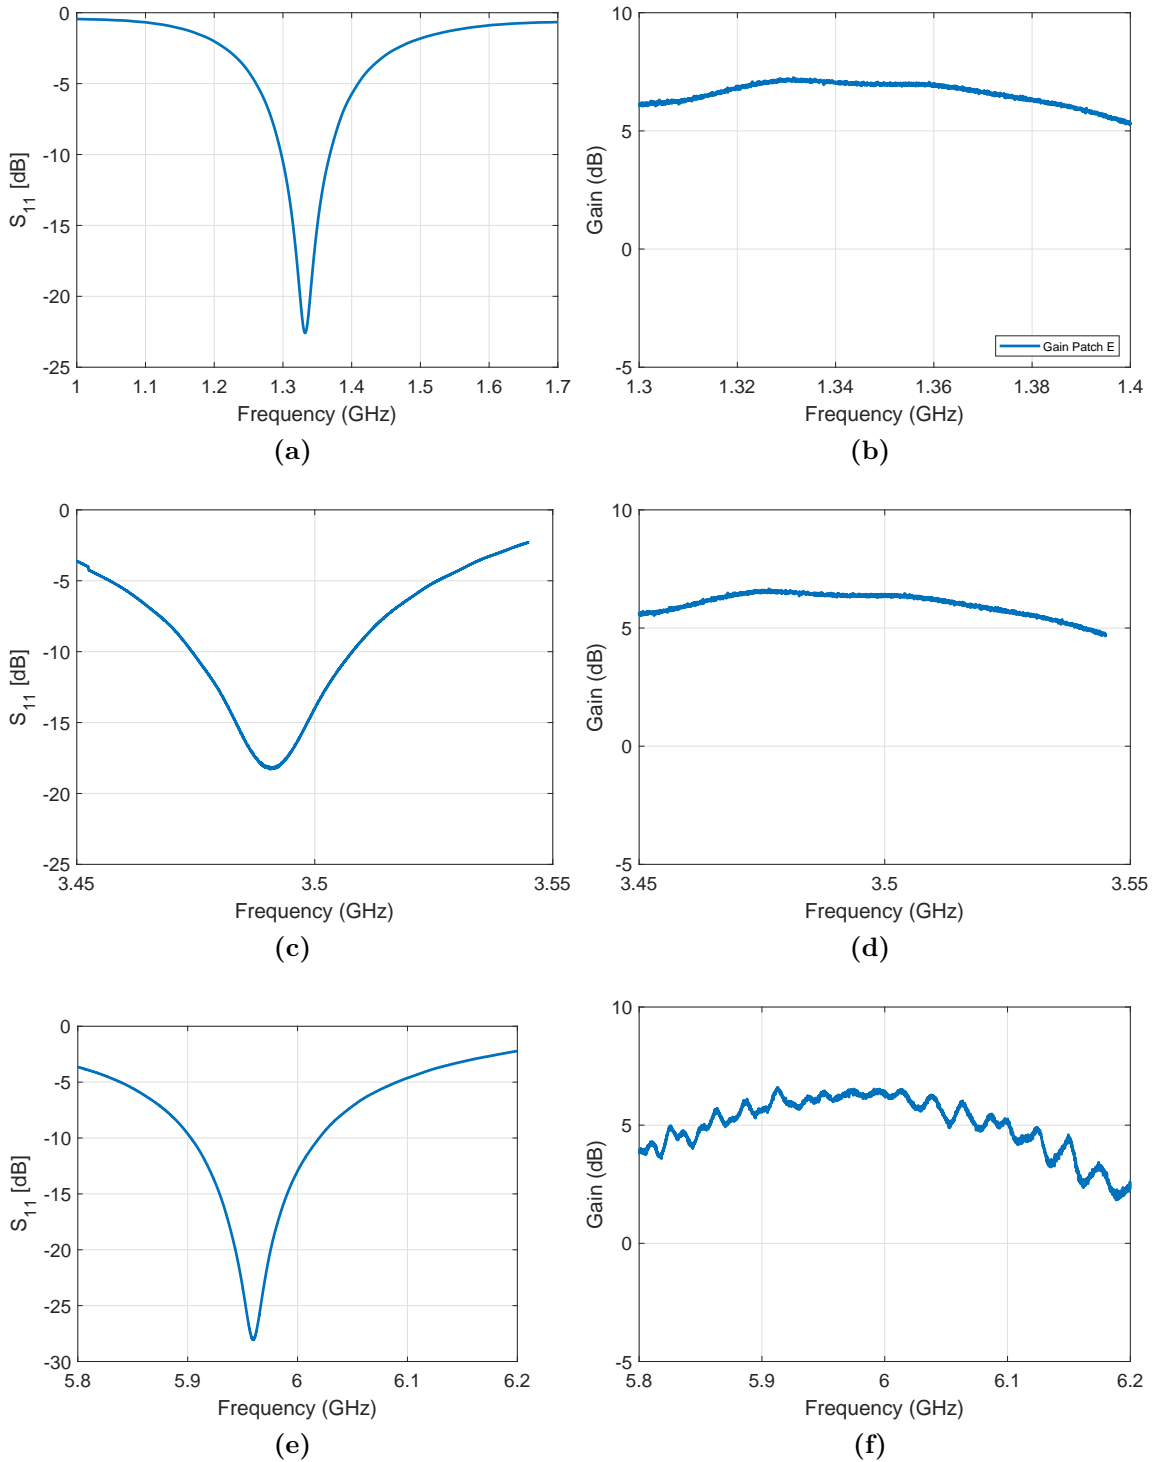 0
-5
-10
-15
-20
-25
S11 [dB]
1 1.1 1.2 1.3 1.4 1.5 1.6 1.7
Frequency (GHz)
(a)
10
5
0
-5
Gain (dB)
Gain Patch E
1.3 1.32 1.34 1.36 1.38 1.4
Frequency (GHz)
(b)
0
-5
-10
-15
-20
-25
S11 [dB]
3.45 3.5 3.55
Frequency (GHz)
(c)
10
5
0
-5
Gain (dB)
3.45 3.5 3.55
Frequency (GHz)
(d)
0
-5
-10
-15
-20
-25
-30
S11 [dB]
5.8 5.9 6 6.1 6.2
Frequency (GHz)
(e)
10
5
0
-5
Gain (dB)
5.8 5.9 6 6.1 6.2
Frequency (GHz)
(f)